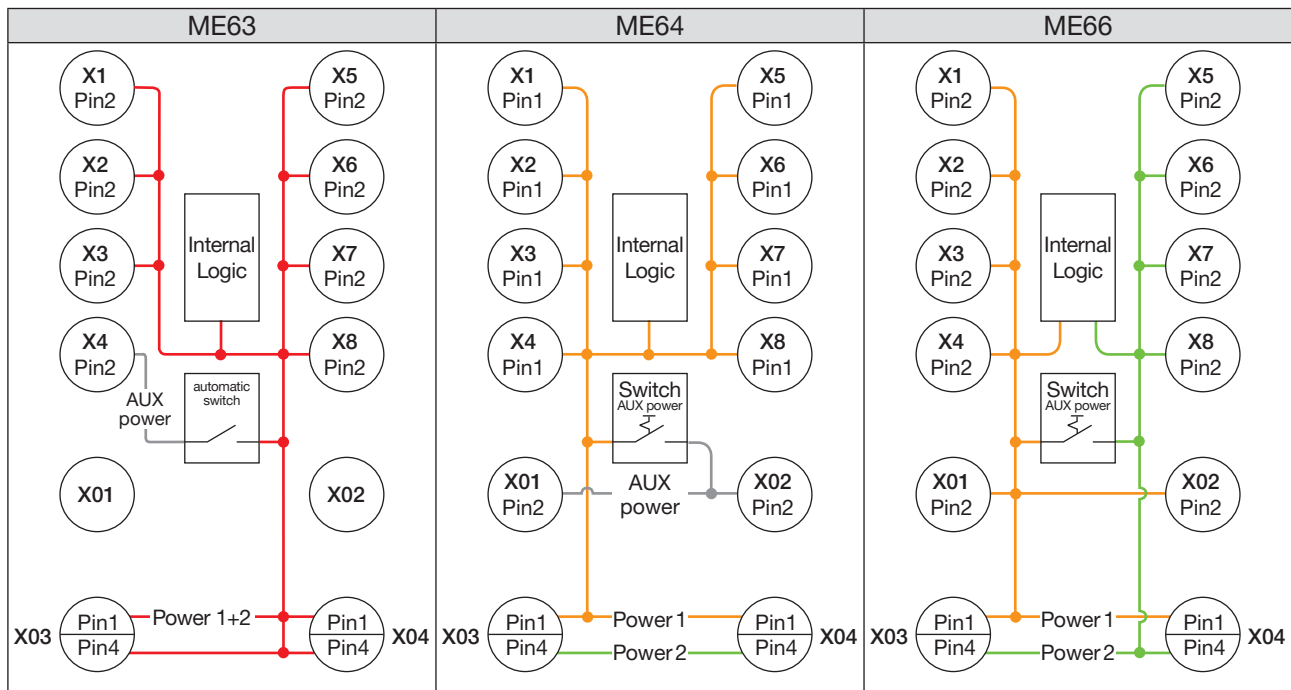 ME63
X1
Pin2
X5
Pin2
X2
Pin2
X6
Pin2
X3
Pin2
Internal
Logic
X7
Pin2
X4
Pin2
X8
Pin2
AUX
power
automatic
switch
X01
X02
X03
Pin1
Pin4
Power 1+2
Pin1
Pin4
X04
ME64
X1
Pin1
X5
Pin1
X2
Pin1
X6
Pin1
X3
Pin1
Internal
Logic
X7
Pin1
X4
Pin1
X8
Pin1
Switch
AUX power
X01
Pin2
AUX
power
X02
Pin2
X03
Pin1
Pin4
Power 1
Power 2
Pin1
Pin4
X04
ME66
X1
Pin2
X5
Pin2
X2
Pin2
X6
Pin2
X3
Pin2
Internal
Logic
X7
Pin2
X4
Pin2
X8
Pin2
Switch
AUX power
X01
Pin2
X02
Pin2
X03
Pin1
Pin4
Power 1
Power 2
Pin1
Pin4
X04